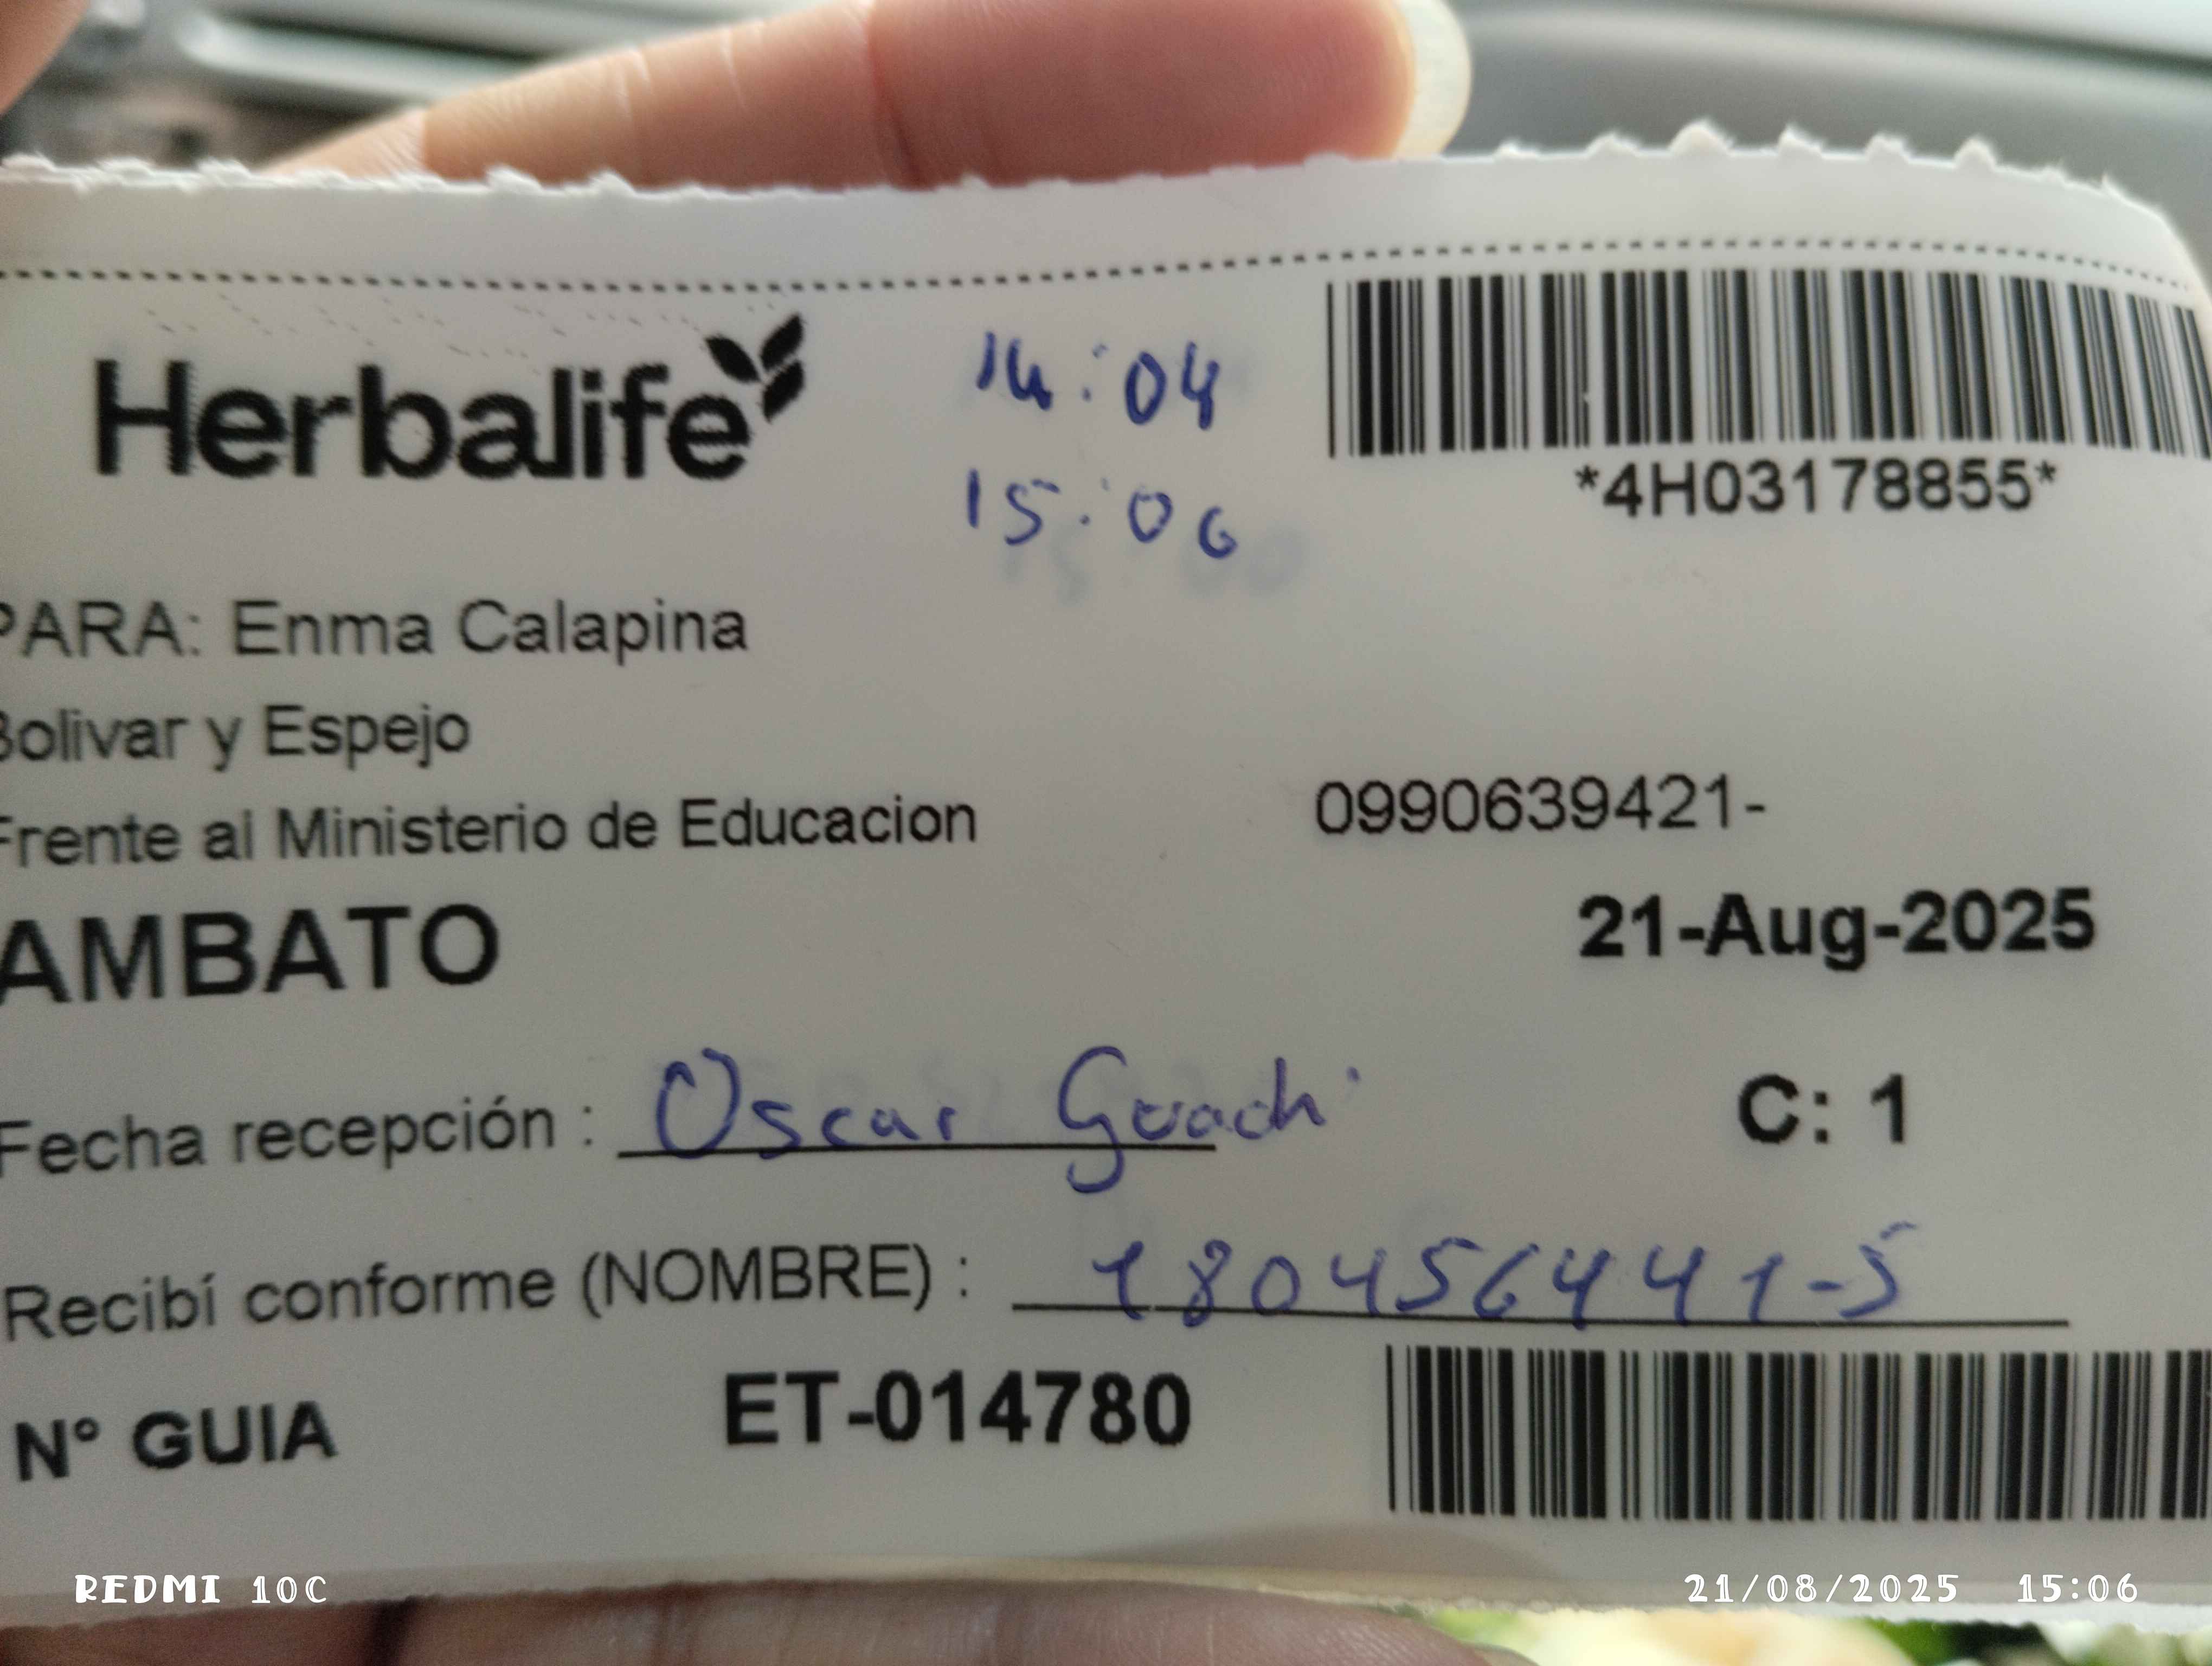 Herbalife
14:04
15:06
*4H03178855*
PARA: Enma Calapina
Bolivar y Espejo
Frente al Ministerio de Educacion
0990639421-
AMBATO
21-Aug-2025
Fecha recepción : Oscar Guachi
C: 1
Recibí conforme (NOMBRE) : 180456441-5
N° GUIA ET-014780
REDMI 10C
21/08/2025 15:06